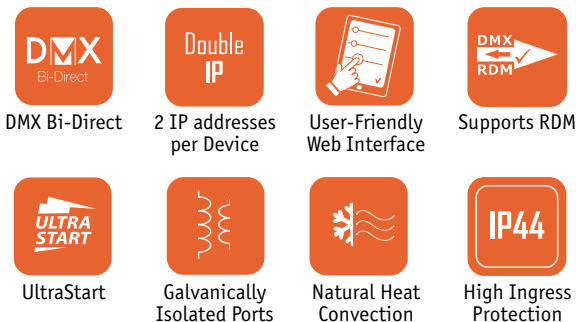 DMX
Bi-Direct
DMX Bi-Direct
Double
IP
2 IP addresses
per Device
User-Friendly
Web Interface
DMX
RDM
Supports RDM
ULTRA
START
UltraStart
Galvanically
Isolated Ports
Natural Heat
Convection
IP44
High Ingress
Protection